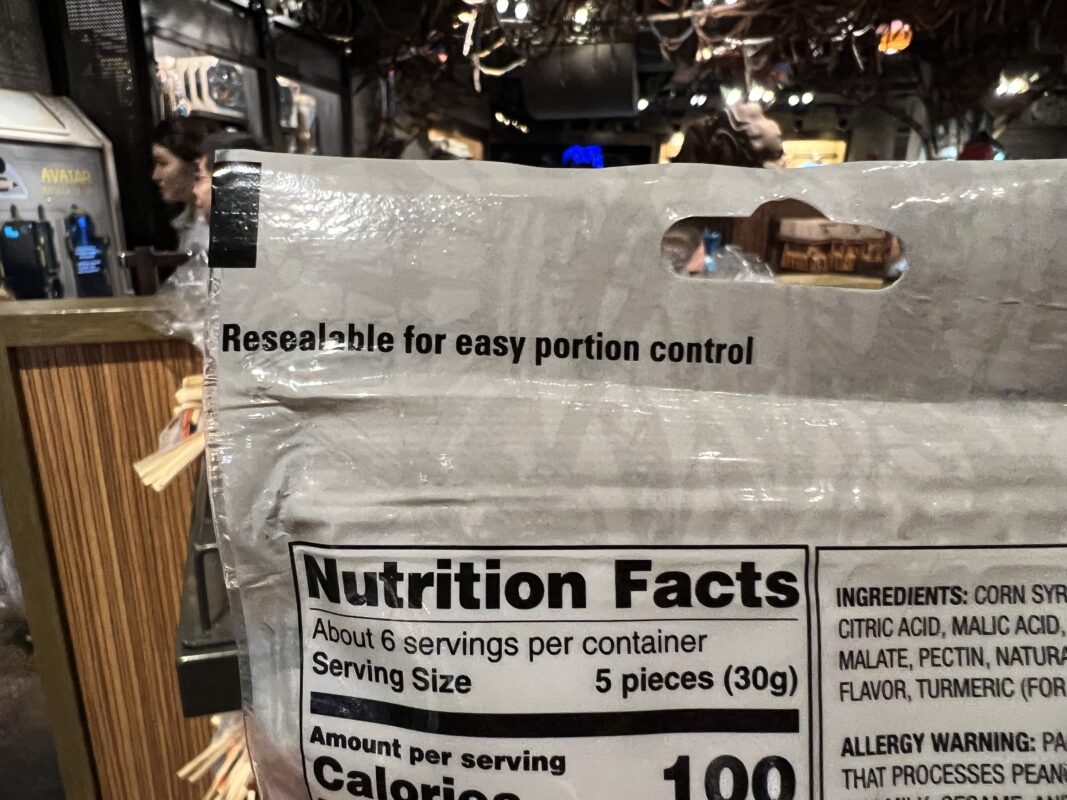 AVATAR
Resealable for easy portion control
Nutrition Facts
About 6 servings per container
Serving Size 5 pieces (30g)
Amount per serving
Calories 100
INGREDIENTS: CORN SYR
CITRIC ACID, MALIC ACID,
MALATE, PECTIN, NATURA
FLAVOR, TURMERIC (FOR
ALLERGY WARNING: PA
THAT PROCESSES PEAN